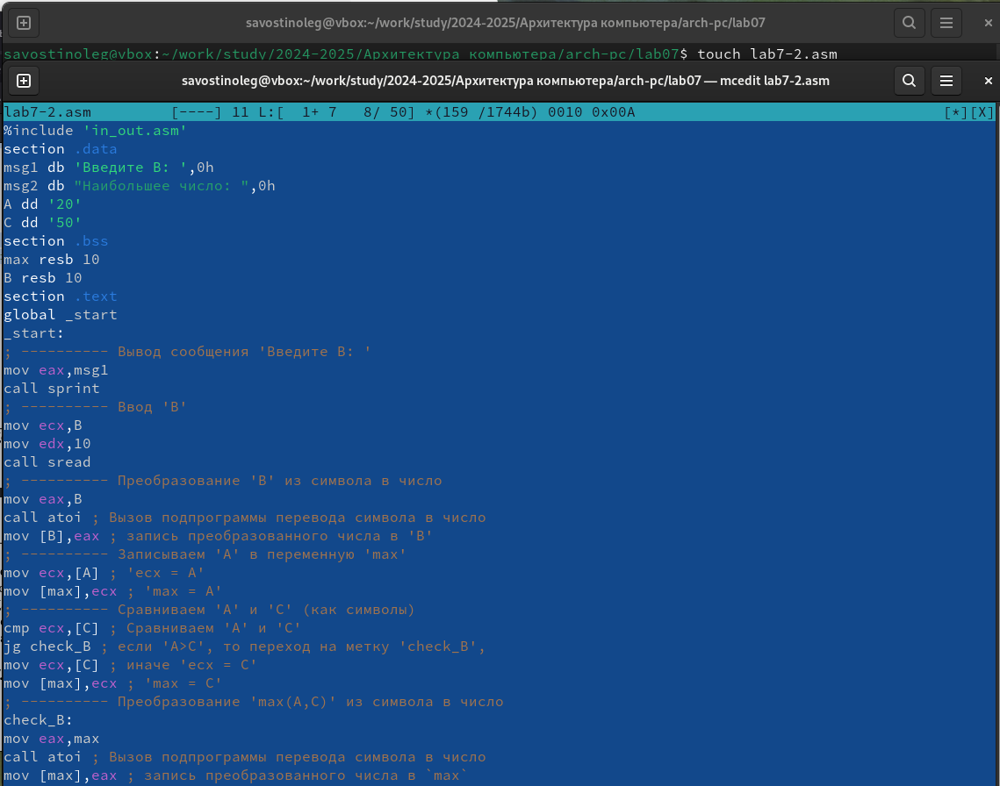 savostinoleg@vbox:~/work/study/2024-2025/Архитектура компьютера/arch-pc/lab07
savostinoleg@vbox:~/work/study/2024-2025/Архитектура компьютера/arch-pc/lab07$ touch lab7-2.asm
savostinoleg@vbox:~/work/study/2024-2025/Архитектура компьютера/arch-pc/lab07 — mcedit lab7-2.asm
lab7-2.asm [----] 11 L:[ 1+ 7 8/ 50] *(159 /1744b) 0010 0x00A [*][X]
%include 'in_out.asm'
section .data
msg1 db 'Введите B: ',0h
msg2 db "Наибольшее число: ",0h
A dd '20'
C dd '50'
section .bss
max resb 10
B resb 10
section .text
global _start
_start:
; ---------- Вывод сообщения 'Введите B: '
mov eax,msg1
call sprint
; ---------- Ввод 'B'
mov ecx,B
mov edx,10
call sread
; ---------- Преобразование 'B' из символа в число
mov eax,B
call atoi ; Вызов подпрограммы перевода символа в число
mov [B],eax ; запись преобразованного числа в 'B'
; ---------- Записываем 'A' в переменную 'max'
mov ecx,[A] ; 'ecx = A'
mov [max],ecx ; 'max = A'
; ---------- Сравниваем 'A' и 'C' (как символы)
cmp ecx,[C] ; Сравниваем 'A' и 'C'
jg check_B ; если 'A>C', то переход на метку 'check_B',
mov ecx,[C] ; иначе 'ecx = C'
mov [max],ecx ; 'max = C'
; ---------- Преобразование 'max(A,C)' из символа в число
check_B:
mov eax,max
call atoi ; Вызов подпрограммы перевода символа в число
mov [max],eax ; запись преобразованного числа в `max`